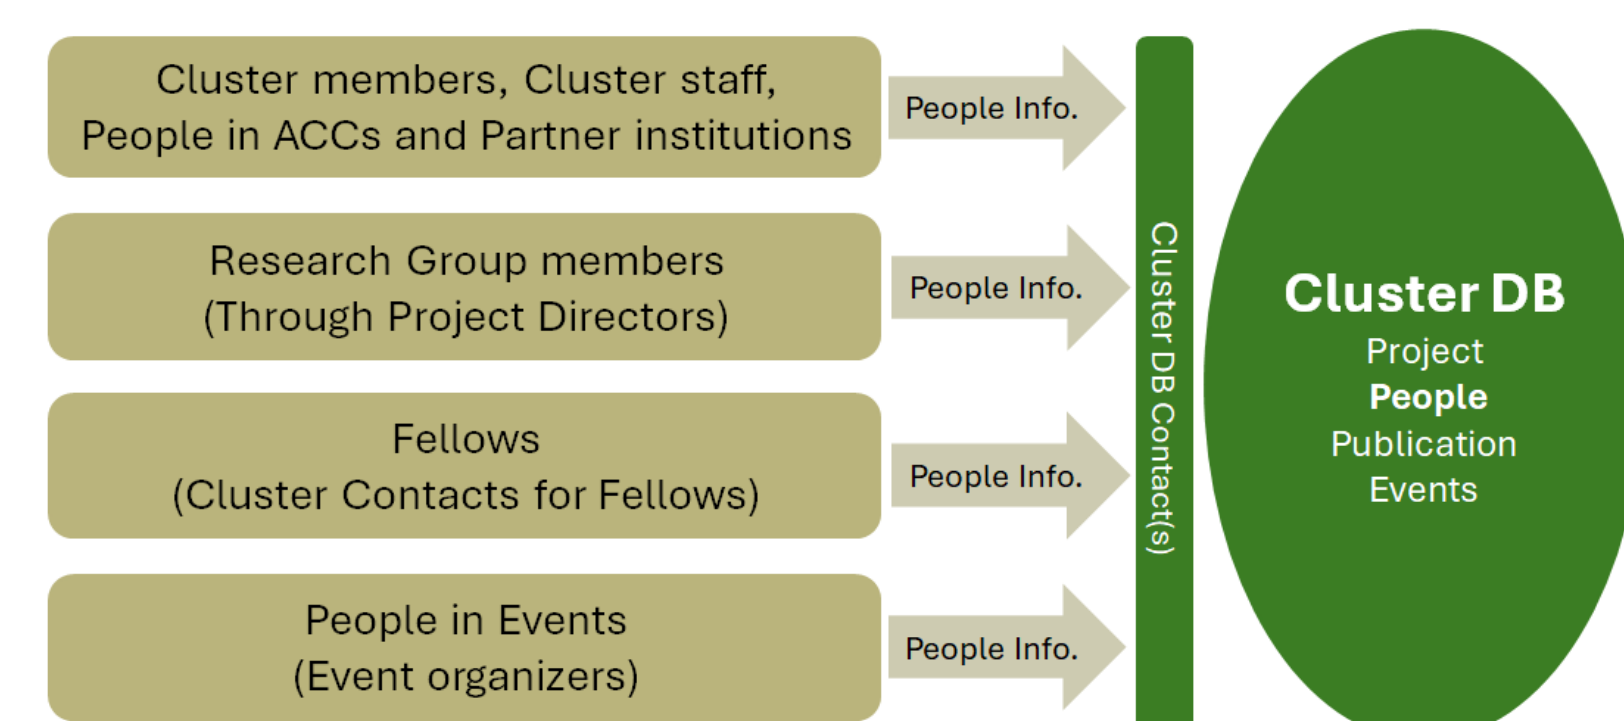 Cluster members, Cluster staff,
People in ACCs and Partner institutions
People Info.
Research Group members
(Through Project Directors)
People Info.
Fellows
(Cluster Contacts for Fellows)
People Info.
People in Events
(Event organizers)
People Info.
Cluster DB Contact(s)
Cluster DB
Project
People
Publication
Events